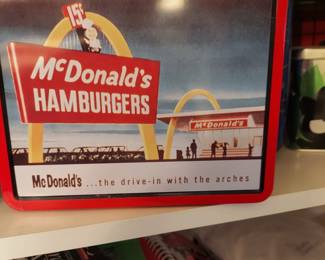 15¢
McDonald's
HAMBURGERS
McDonald's
McDonald's ...the drive-in with the arches